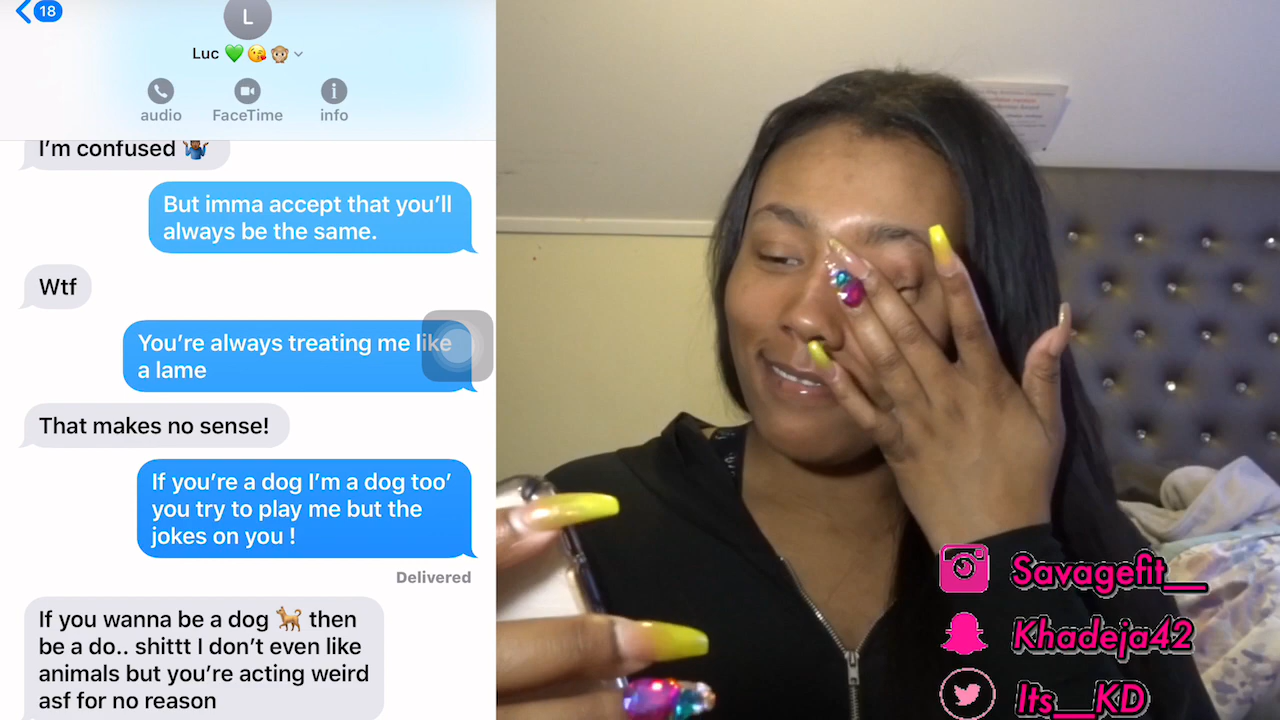 18
L
Luc 💚😘🐵
audio FaceTime info
I'm confused 🤷🏾‍♂️
But imma accept that you'll
always be the same.
Wtf
You're always treating me like
a lame
That makes no sense!
If you're a dog I'm a dog too'
you try to play me but the
jokes on you !
Delivered
If you wanna be a dog 🐕 then
be a do.. shittt I don't even like
animals but you're acting weird
asf for no reason
Savagefit__
Khadeja42
Its__KD